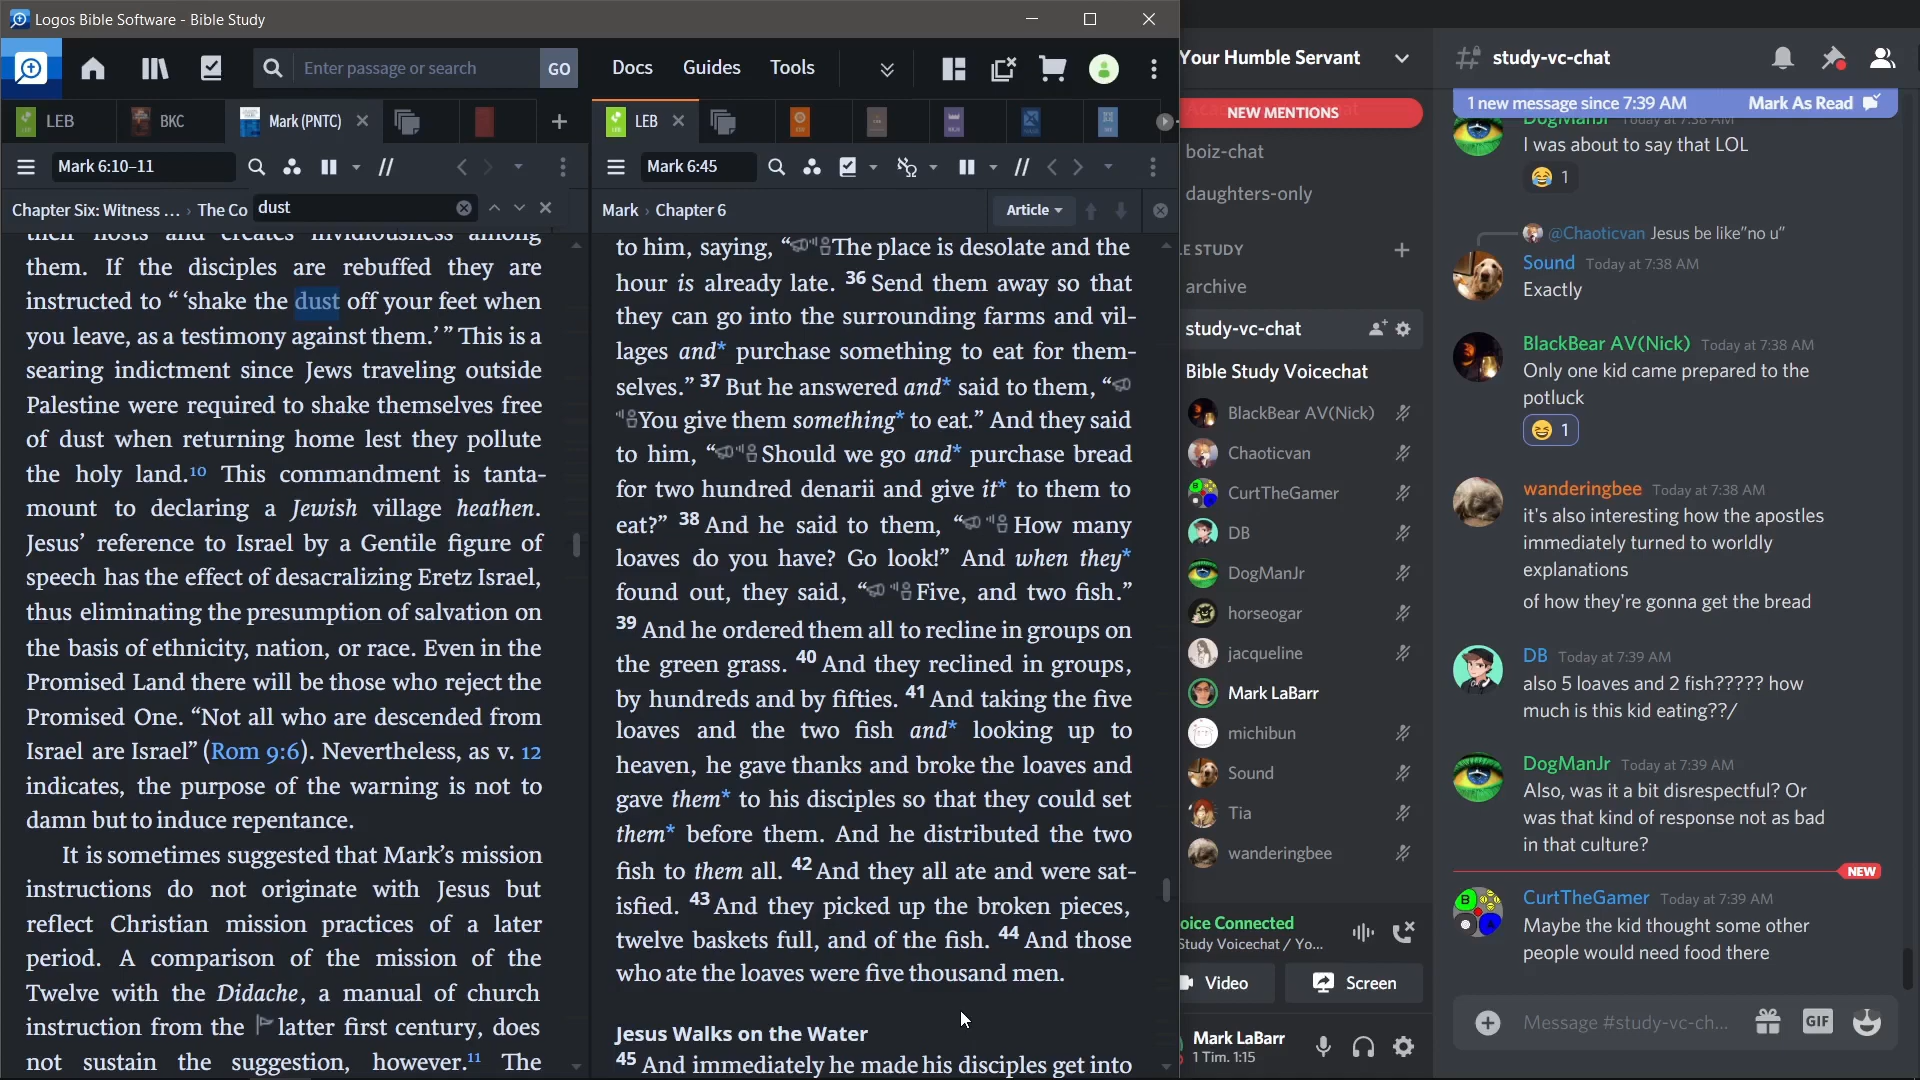 Logos Bible Software - Bible Study
Enter passage or search
GO
Docs
Guides
Tools
LEB
BKC
Mark (PNTC)
LEB
Mark 6:10–11
Mark 6:45
Chapter Six: Witness ... › The Co
dust
Mark › Chapter 6
Article
their hosts and creates invidiousness among
them. If the disciples are rebuffed they are
instructed to “ ‘shake the dust off your feet when
you leave, as a testimony against them.’ ” This is a
searing indictment since Jews traveling outside
Palestine were required to shake themselves free
of dust when returning home lest they pollute
the holy land.10 This commandment is tanta-
mount to declaring a Jewish village heathen.
Jesus’ reference to Israel by a Gentile figure of
speech has the effect of desacralizing Eretz Israel,
thus eliminating the presumption of salvation on
the basis of ethnicity, nation, or race. Even in the
Promised Land there will be those who reject the
Promised One. “Not all who are descended from
Israel are Israel” (Rom 9:6). Nevertheless, as v. 12
indicates, the purpose of the warning is not to
damn but to induce repentance.
It is sometimes suggested that Mark’s mission
instructions do not originate with Jesus but
reflect Christian mission practices of a later
period. A comparison of the mission of the
Twelve with the Didache, a manual of church
instruction from the latter first century, does
not sustain the suggestion, however.11 The
to him, saying, “The place is desolate and the
hour is already late. 36 Send them away so that
they can go into the surrounding farms and vil-
lages and* purchase something to eat for them-
selves.” 37 But he answered and* said to them, “
You give them something* to eat.” And they said
to him, “Should we go and* purchase bread
for two hundred denarii and give it* to them to
eat?” 38 And he said to them, “How many
loaves do you have? Go look!” And when they*
found out, they said, “Five, and two fish.”
39 And he ordered them all to recline in groups on
the green grass. 40 And they reclined in groups,
by hundreds and by fifties. 41 And taking the five
loaves and the two fish and* looking up to
heaven, he gave thanks and broke the loaves and
gave them* to his disciples so that they could set
them* before them. And he distributed the two
fish to them all. 42 And they all ate and were sat-
isfied. 43 And they picked up the broken pieces,
twelve baskets full, and of the fish. 44 And those
who ate the loaves were five thousand men.
Jesus Walks on the Water
45 And immediately he made his disciples get into
Your Humble Servant
NEW MENTIONS
boiz-chat
daughters-only
LE STUDY
archive
study-vc-chat
Bible Study Voicechat
BlackBear AV(Nick)
Chaoticvan
CurtTheGamer
DB
DogManJr
horseogar
jacqueline
Mark LaBarr
michibun
Sound
Tia
wanderingbee
oice Connected
Study Voicechat / Yo...
Video
Screen
Mark LaBarr
1 Tim. 1:15
study-vc-chat
1 new message since 7:39 AM
Mark As Read
DogManJr Today at 7:38 AM
I was about to say that LOL
1
@Chaoticvan Jesus be like"no u"
Sound Today at 7:38 AM
Exactly
BlackBear AV(Nick) Today at 7:38 AM
Only one kid came prepared to the
potluck
1
wanderingbee Today at 7:38 AM
it's also interesting how the apostles
immediately turned to worldly
explanations
of how they're gonna get the bread
DB Today at 7:39 AM
also 5 loaves and 2 fish????? how
much is this kid eating??/
DogManJr Today at 7:39 AM
Also, was it a bit disrespectful? Or
was that kind of response not as bad
in that culture?
NEW
CurtTheGamer Today at 7:39 AM
Maybe the kid thought some other
people would need food there
Message #study-vc-ch...
GIF